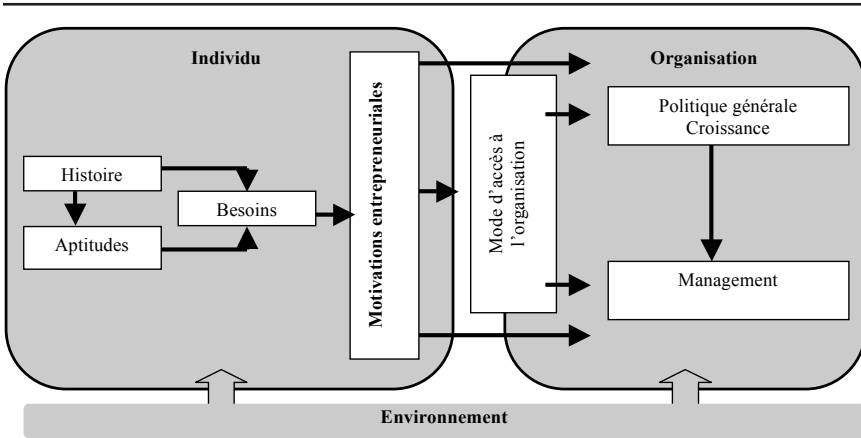 Individu
Organisation
Histoire
Aptitudes
Besoins
Motivations entrepreneuriales
Mode d’accès à
l’organisation
Politique générale
Croissance
Management
Environnement